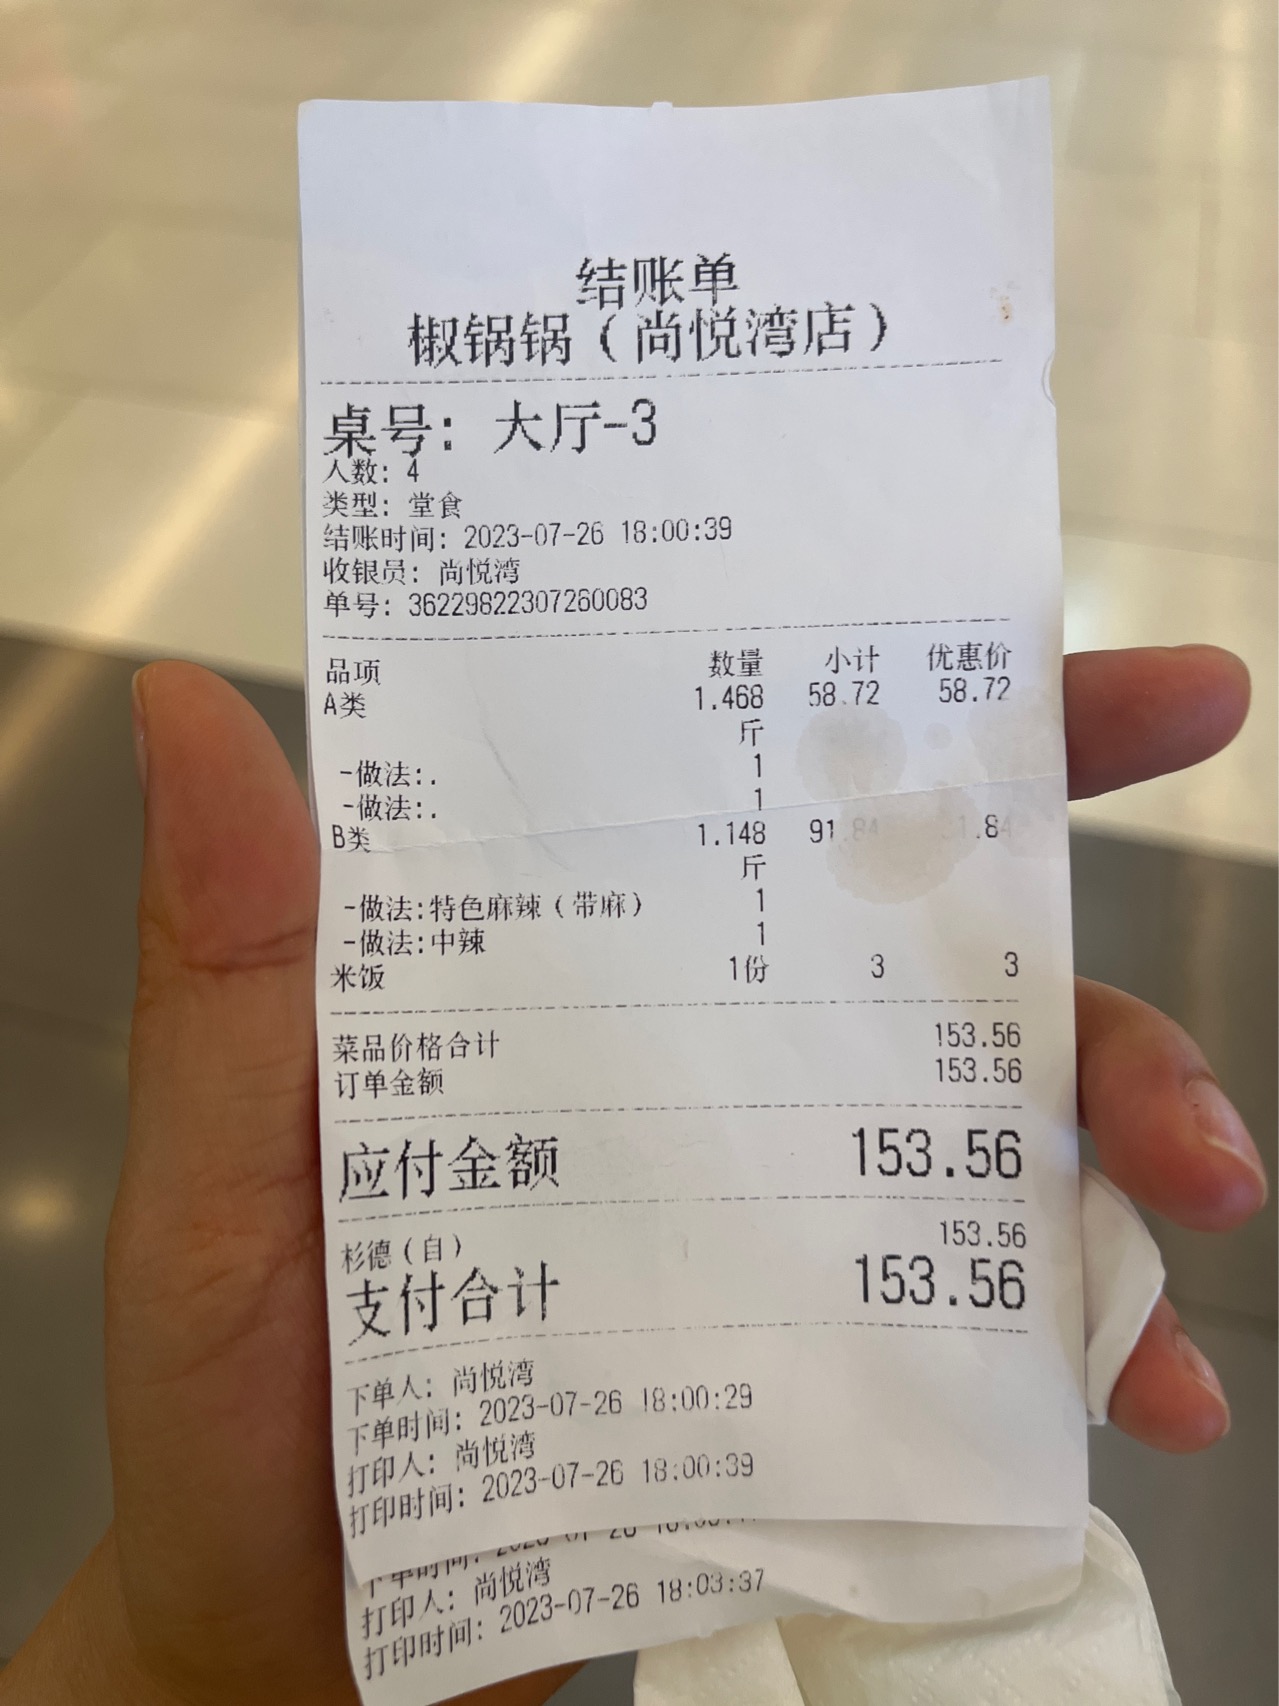 结账单
椒锅锅（尚悦湾店）
桌号：大厅-3
人数：4
类型：堂食
结账时间：2023-07-26 18:00:39
收银员：尚悦湾
单号：36229822307260083
品项 数量 小计 优惠价
A类 1.468 58.72 58.72
斤
-做法:. 1
-做法:. 1
B类 1.148 91.84 91.84
斤
-做法:特色麻辣（带麻） 1
-做法:中辣 1
米饭 1份 3 3
菜品价格合计 153.56
订单金额 153.56
应付金额 153.56
杉德（自） 153.56
支付合计 153.56
下单人：尚悦湾
下单时间：2023-07-26 18:00:29
打印人：尚悦湾
打印时间：2023-07-26 18:00:39
下单时间：
打印人：尚悦湾
打印时间：2023-07-26 18:03:37